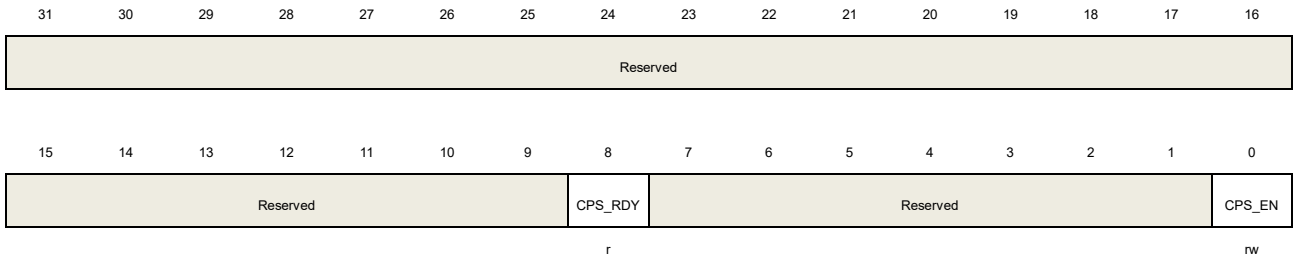 31 30 29 28 27 26 25 24 23 22 21 20 19 18 17 16
Reserved
15 14 13 12 11 10 9 8 7 6 5 4 3 2 1 0
Reserved CPS_RDY Reserved CPS_EN
r rw